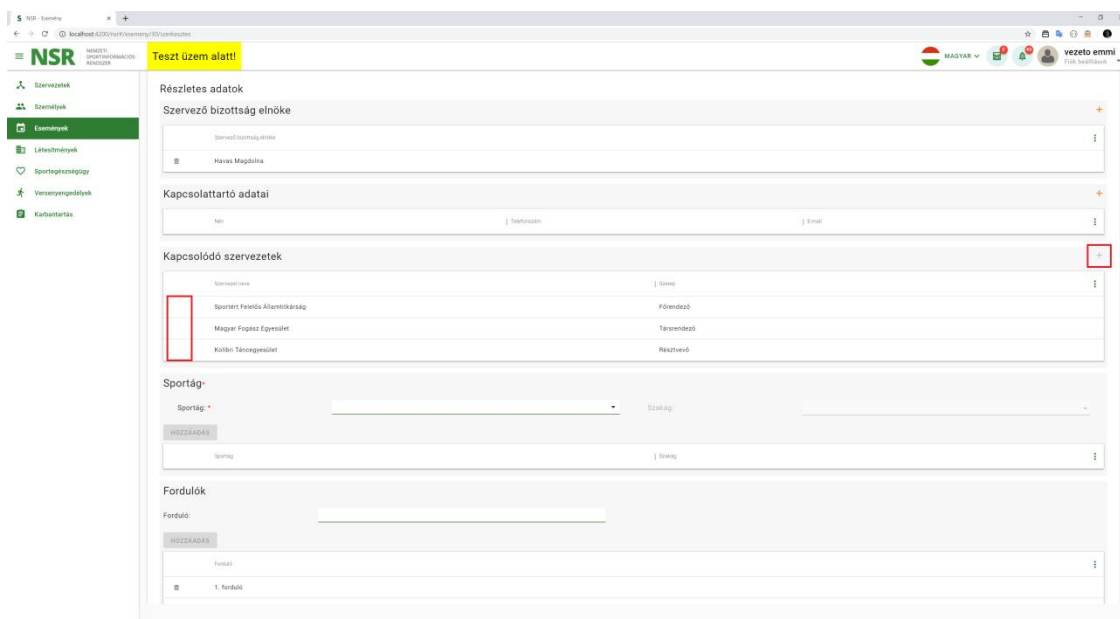 NSR - Esemény
localhost:4200/nsr#/esemeny/30/szerkesztes
NSR
NEMZETI
SPORTINFORMÁCIÓS
RENDSZER
Teszt üzem alatt!
MAGYAR
vezeto emmi
Fiók beállítások
Szervezetek
Személyek
Események
Létesítmények
Sportegészségügy
Versenyengedélyek
Karbantartás
Részletes adatok
Szervező bizottság elnöke
Szervező bizottság elnöke
Havas Magdolna
Kapcsolattartó adatai
Név Telefonszám E-mail
Kapcsolódó szervezetek
Szervezet neve Szerep
Sportért Felelős Államtitkárság Főrendező
Magyar Fogász Egyesület Társrendező
Kolibri Táncegyesület Résztvevő
Sportág*
Sportág: * Szakág:
HOZZÁADÁS
Sportág Szakág
Fordulók
Forduló:
HOZZÁADÁS
Forduló
1. forduló